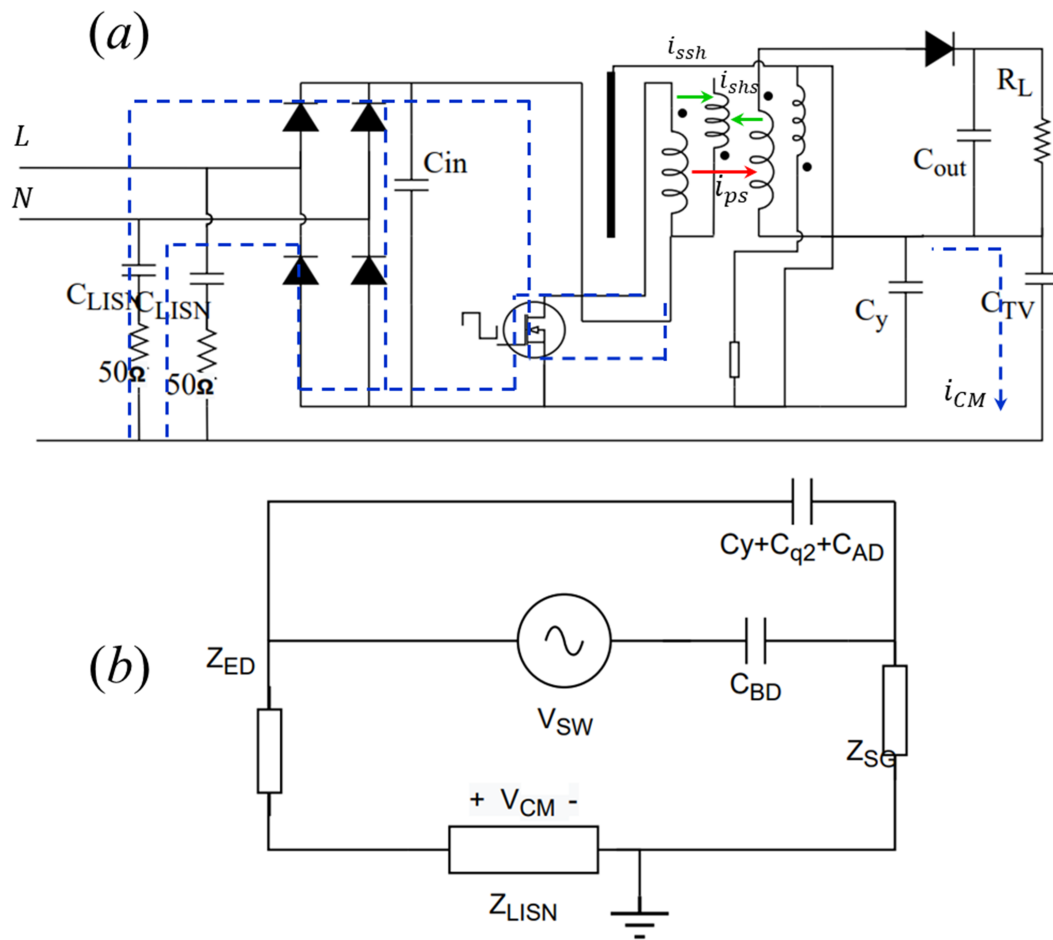 (a)
i_ssh
i_shs
R_L
L
Cin
C_out
N
i_ps
C_LISN
C_LISN
C_y
C_TV
50Ω
50Ω
i_CM
Cy+C_q2+C_AD
(b)
Z_ED
C_BD
V_SW
Z_SG
+ V_CM -
Z_LISN